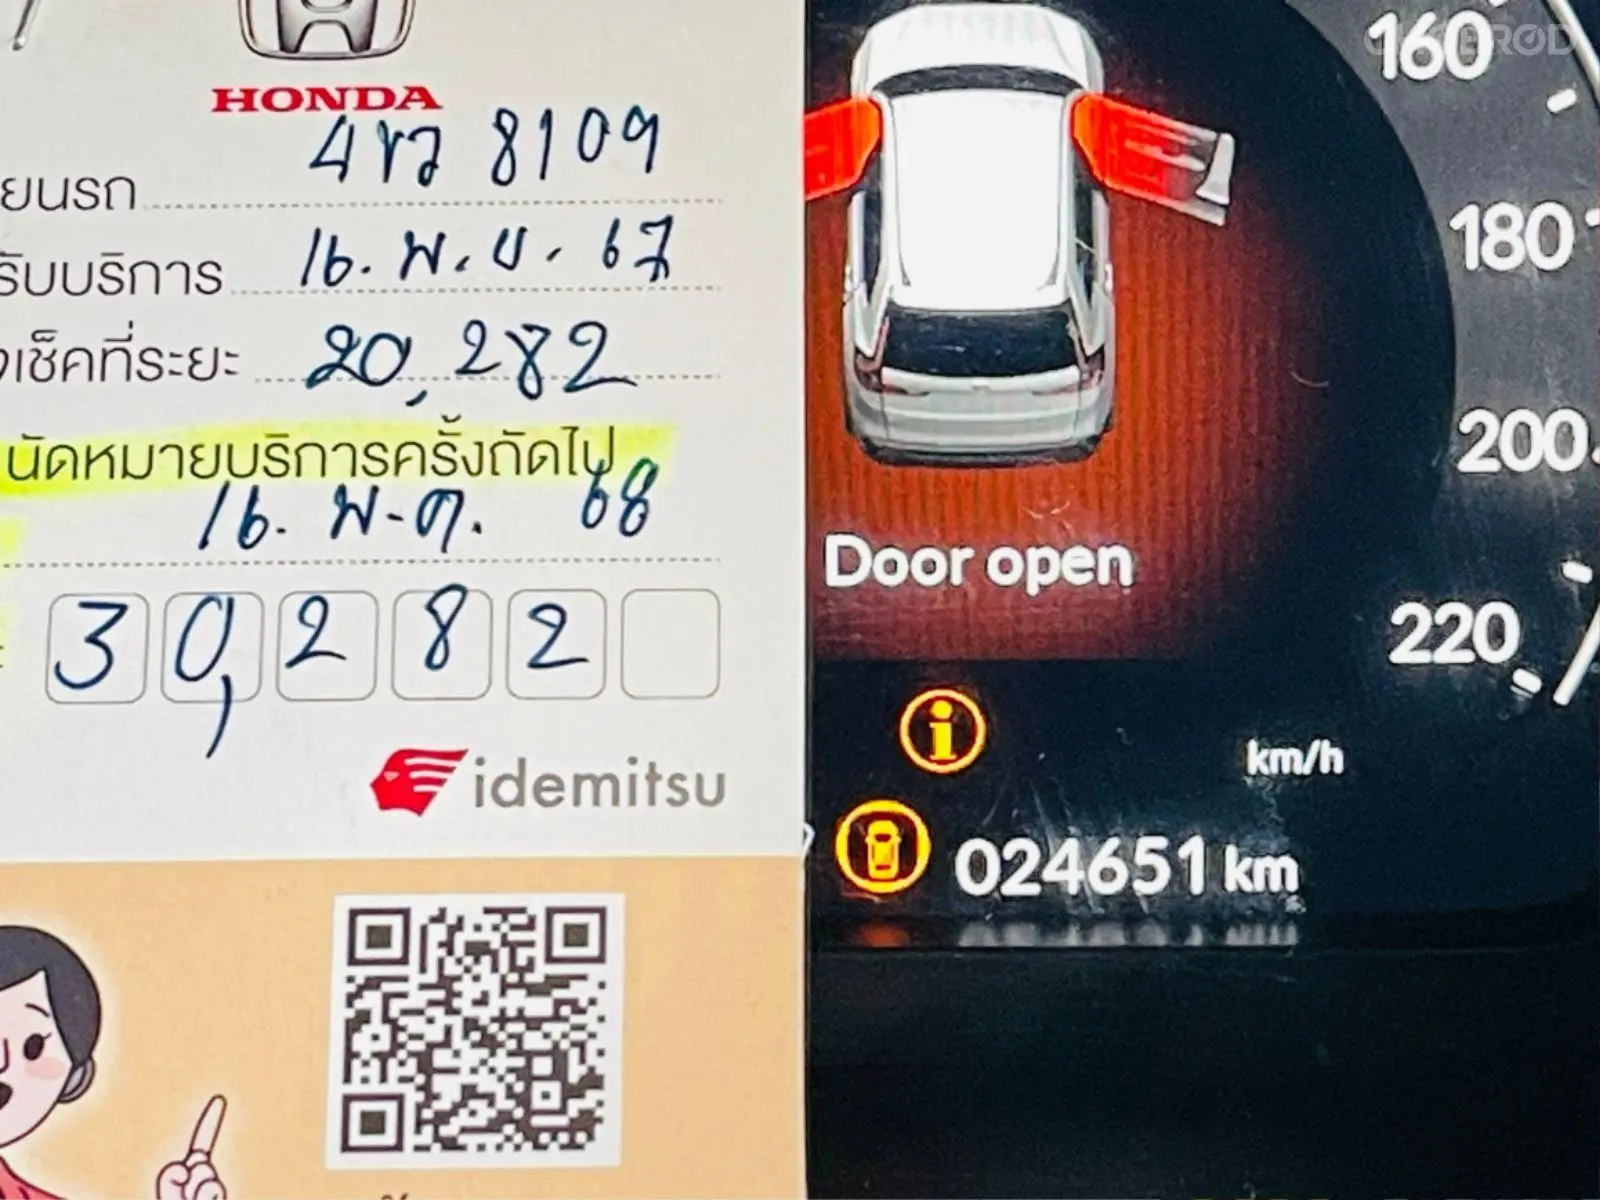 HONDA
ยนรถ 4ขว 8109
รับบริการ 16. พ.ย. 67
เช็คที่ระยะ 20,282
นัดหมายบริการครั้งถัดไป
16. พ.ค. 68
30,282
idemitsu
160
180
200
220
Door open
km/h
024651 km